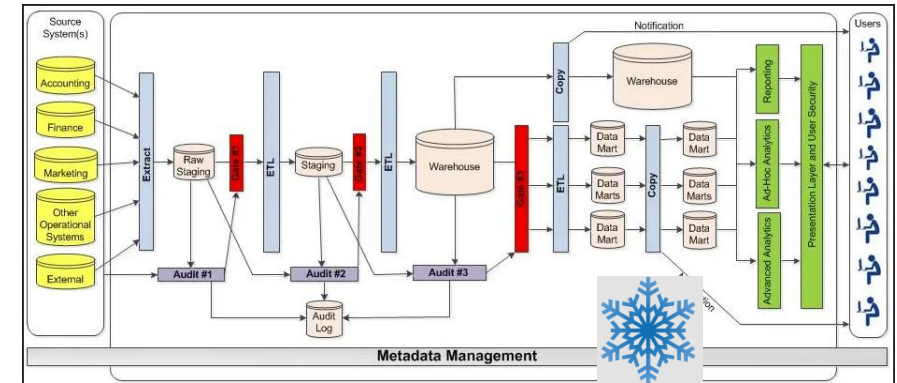 Source
System(s)
Accounting
Finance
Marketing
Other
Operational
Systems
External
Extract
Raw
Staging
Gate #1
ETL
Staging
Gate #2
ETL
Warehouse
Audit #1
Audit #2
Audit #3
Audit
Log
Gate #3
Copy
Notification
Warehouse
ETL
Data
Mart
Data
Marts
Data
Mart
Copy
Data
Mart
Data
Marts
Data
Mart
Reporting
Ad-Hoc Analytics
Advanced Analytics
Presentation Layer and User Security
Users
Metadata Management